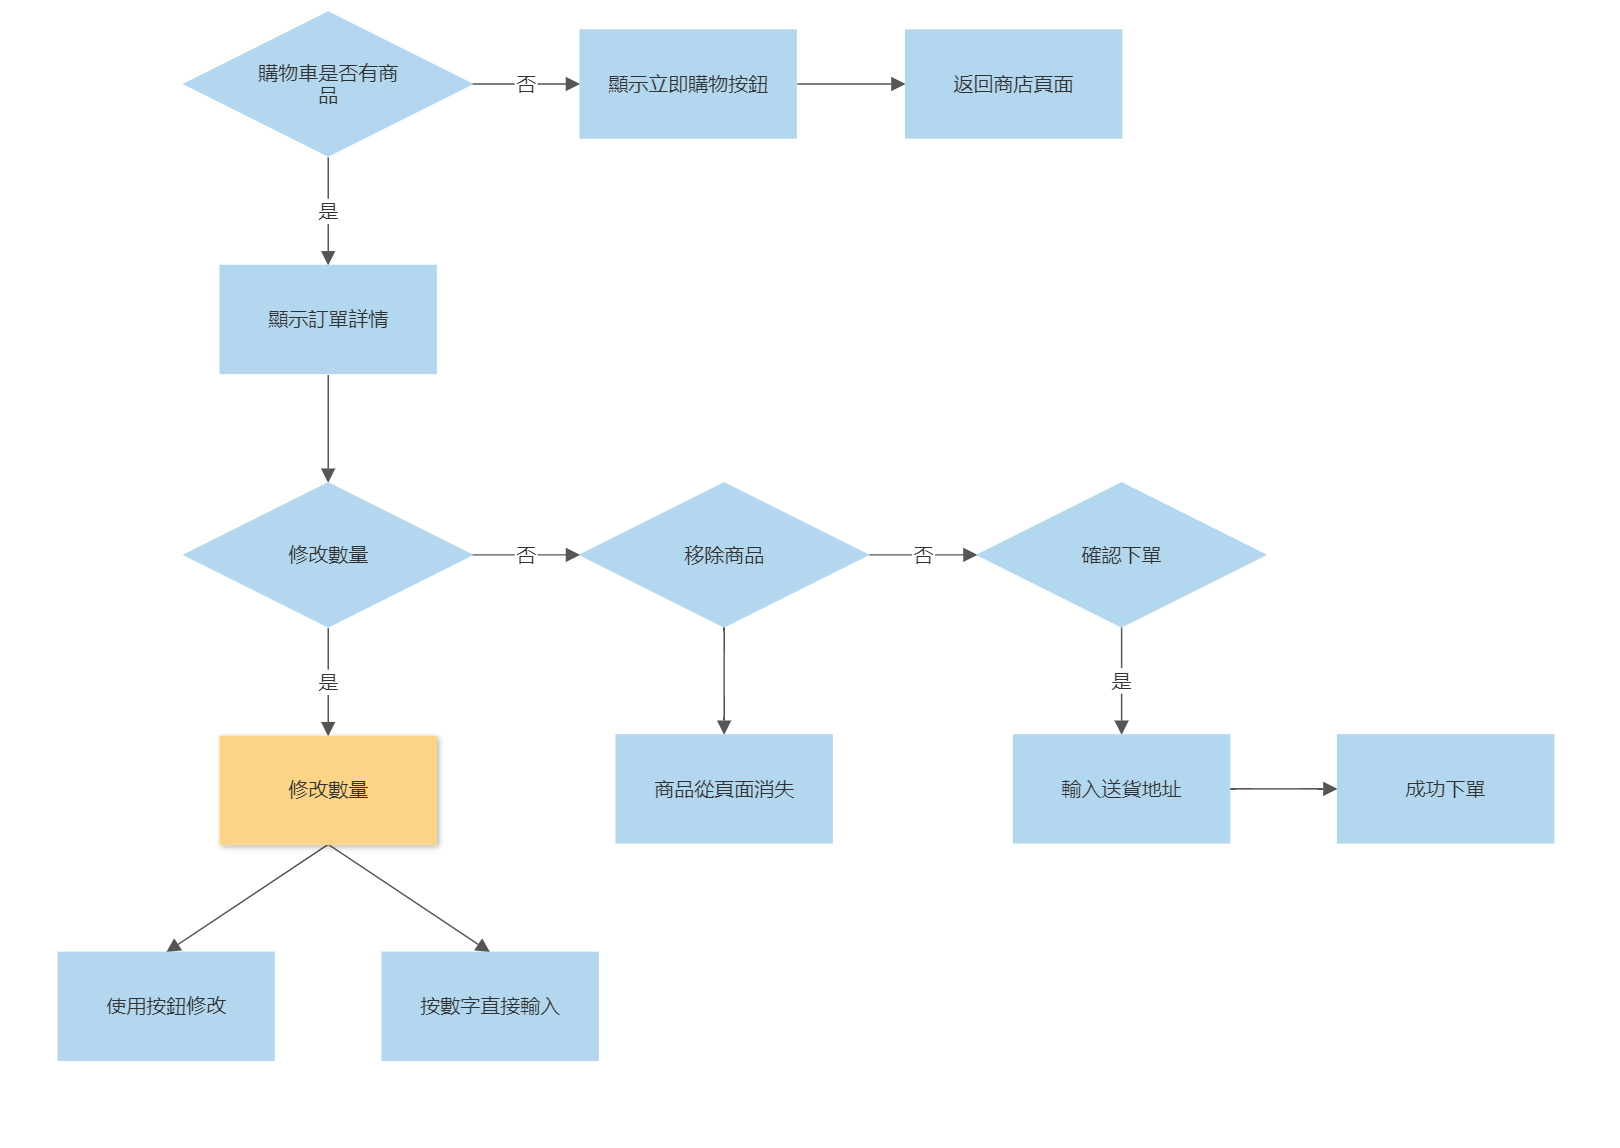 購物車是否有商
品
否
顯示立即購物按鈕
返回商店頁面
是
顯示訂單詳情
修改數量
否
移除商品
否
確認下單
是
是
修改數量
商品從頁面消失
輸入送貨地址
成功下單
使用按鈕修改
按數字直接輸入